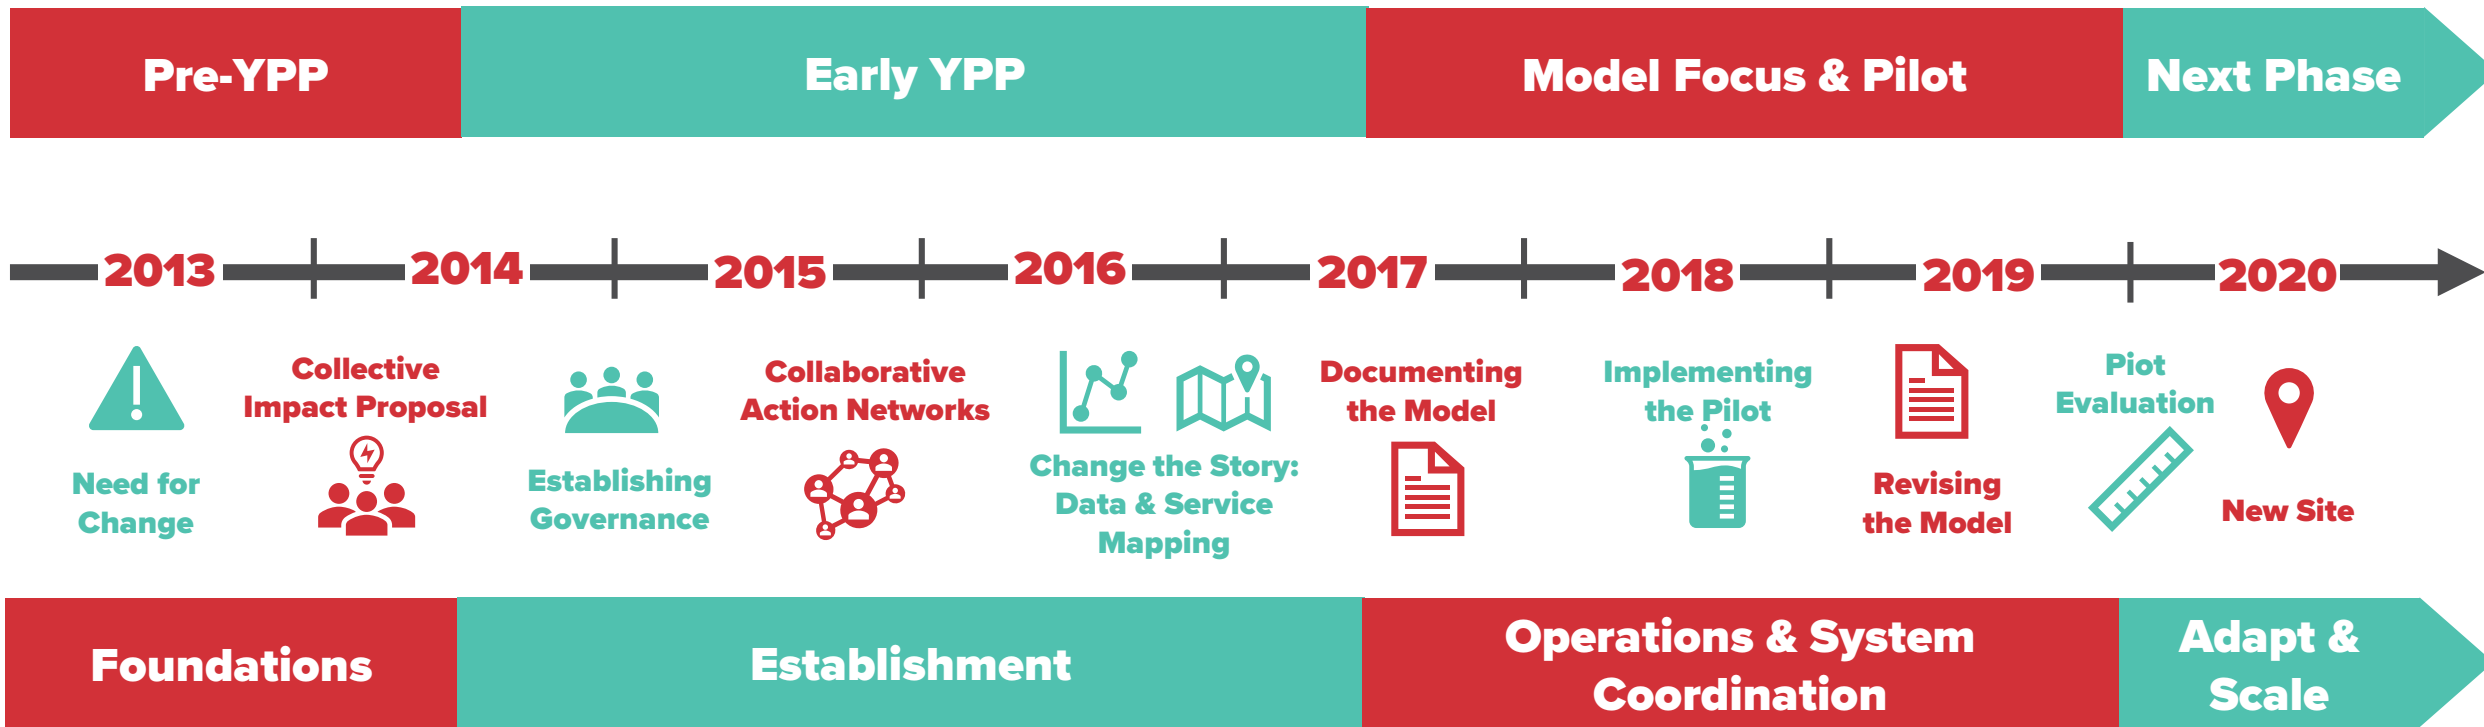 Pre-YPP
Early YPP
Model Focus & Pilot
Next Phase
2013
2014
2015
2016
2017
2018
2019
2020
Need for
Change
Collective
Impact Proposal
Establishing
Governance
Collaborative
Action Networks
Change the Story:
Data & Service
Mapping
Documenting
the Model
Implementing
the Pilot
Revising
the Model
Piot
Evaluation
New Site
Foundations
Establishment
Operations & System
Coordination
Adapt &
Scale